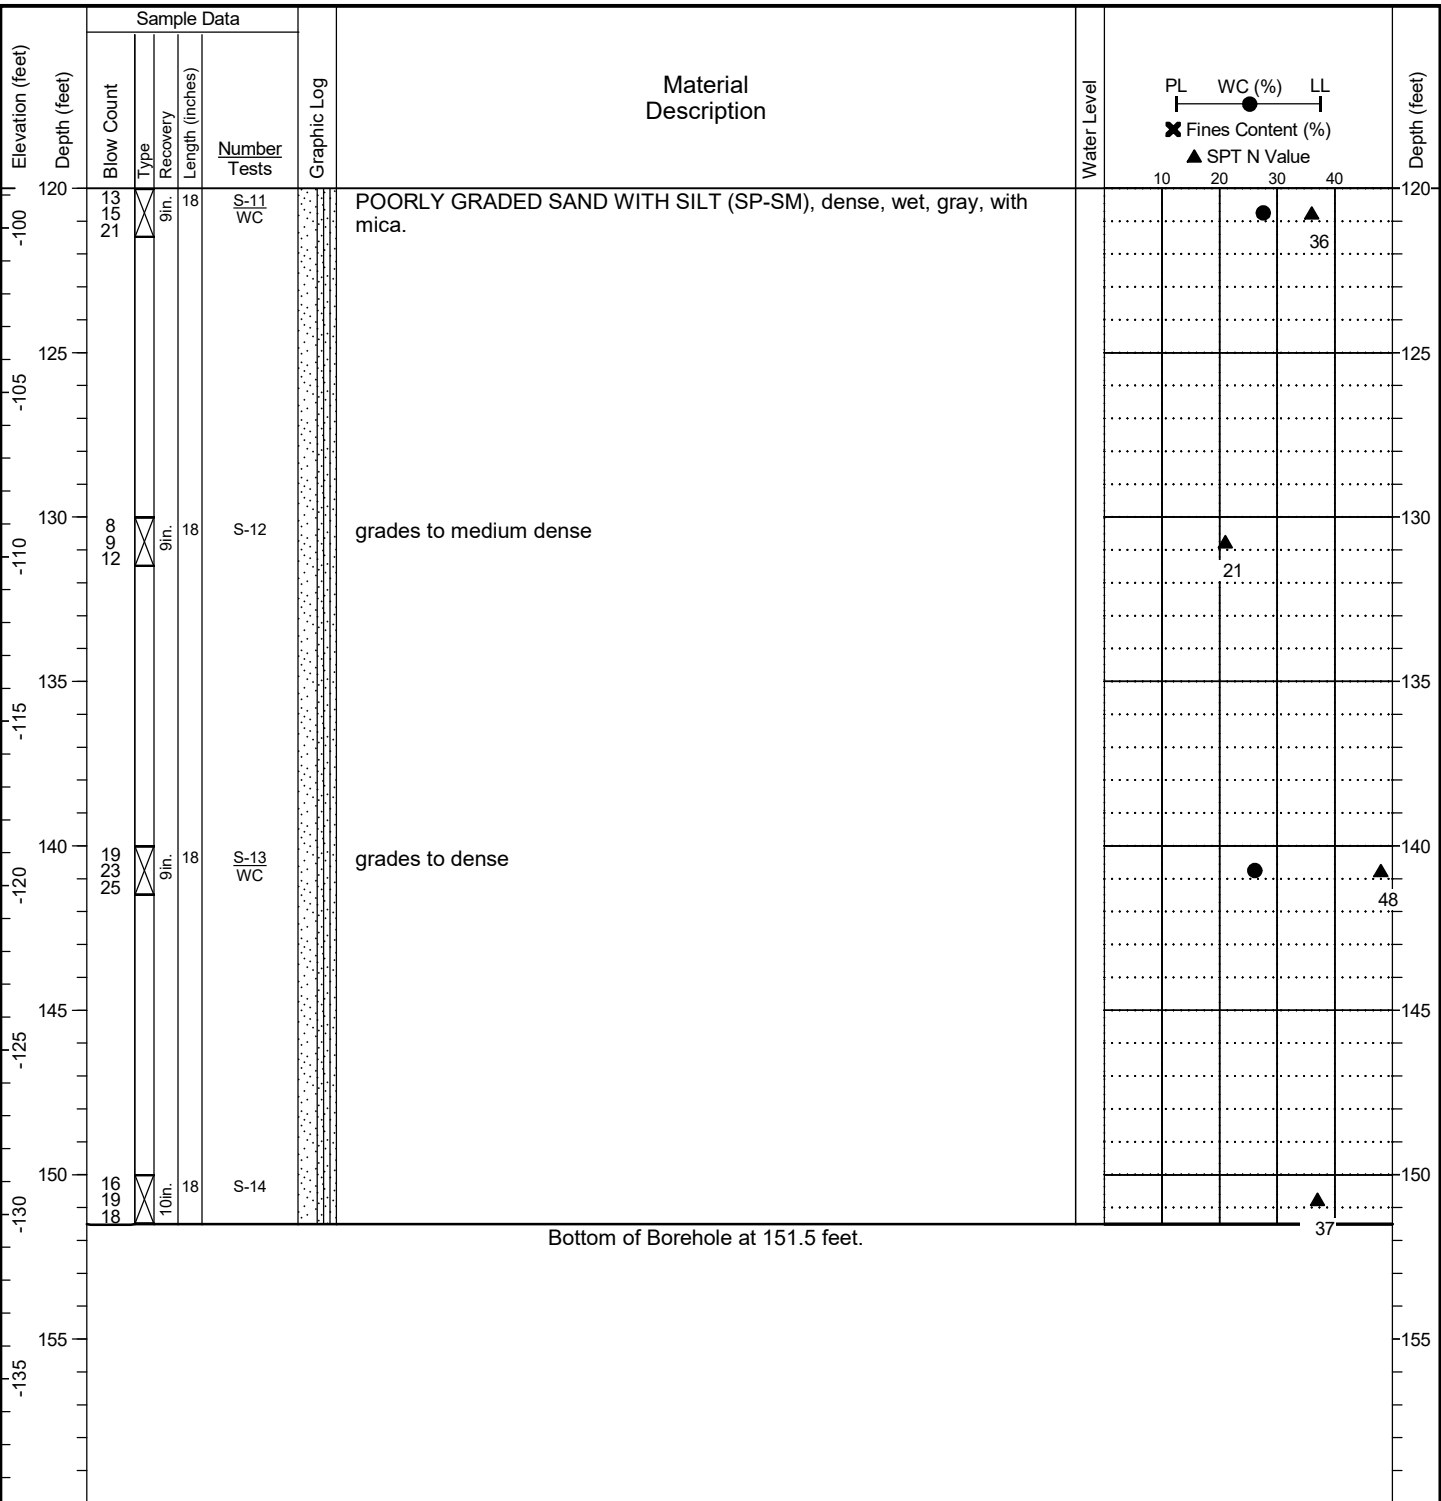 Sample Data
Elevation (feet)
Depth (feet)
Blow Count
Type
Recovery
Length (inches)
Number
Tests
Graphic Log
Material
Description
Water Level
PL WC (%) LL
Fines Content (%)
SPT N Value
10 20 30 40
Depth (feet)
120
13
15
21
9in.
18
S-11
WC
POORLY GRADED SAND WITH SILT (SP-SM), dense, wet, gray, with
mica.
36
120
-100
125
125
-105
130
8
9
12
9in.
18
S-12
grades to medium dense
21
130
-110
135
135
-115
140
19
23
25
9in.
18
S-13
WC
grades to dense
48
140
-120
145
145
-125
150
16
19
18
10in.
18
S-14
37
150
-130
Bottom of Borehole at 151.5 feet.
155
155
-135